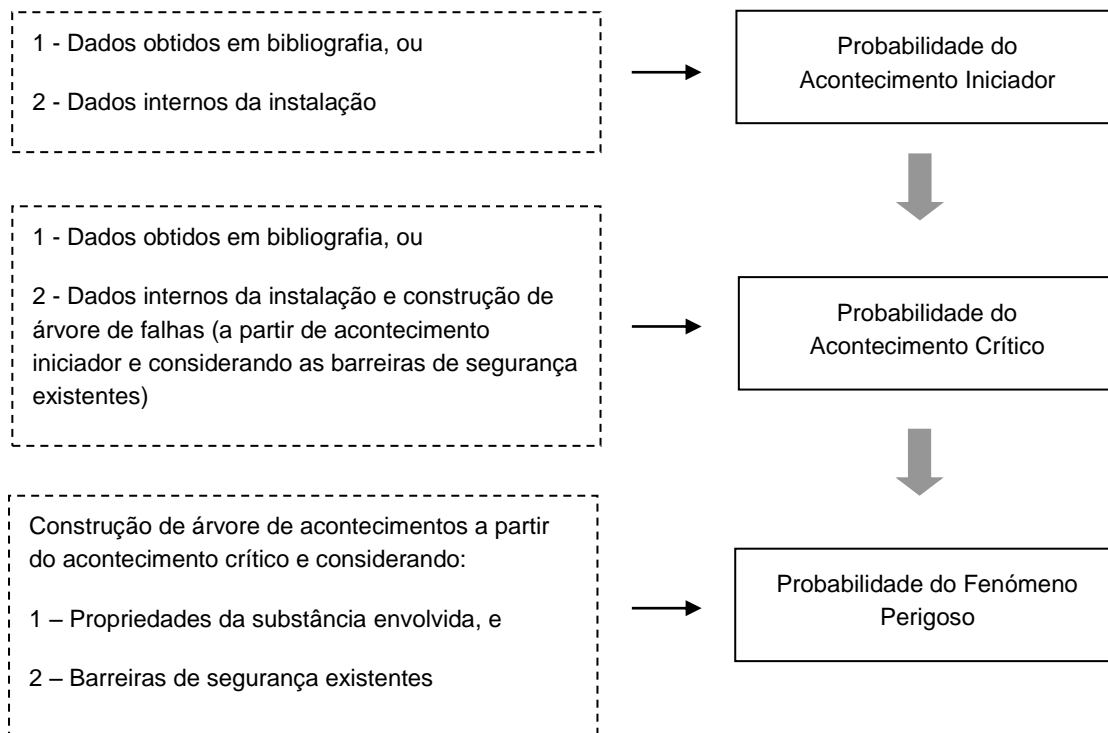 1 - Dados obtidos em bibliografia, ou
2 - Dados internos da instalação
Probabilidade do
Acontecimento Iniciador
1 - Dados obtidos em bibliografia, ou
2 - Dados internos da instalação e construção de
árvore de falhas (a partir de acontecimento
iniciador e considerando as barreiras de segurança
existentes)
Probabilidade do
Acontecimento Crítico
Construção de árvore de acontecimentos a partir
do acontecimento crítico e considerando:
1 – Propriedades da substância envolvida, e
2 – Barreiras de segurança existentes
Probabilidade do Fenómeno
Perigoso